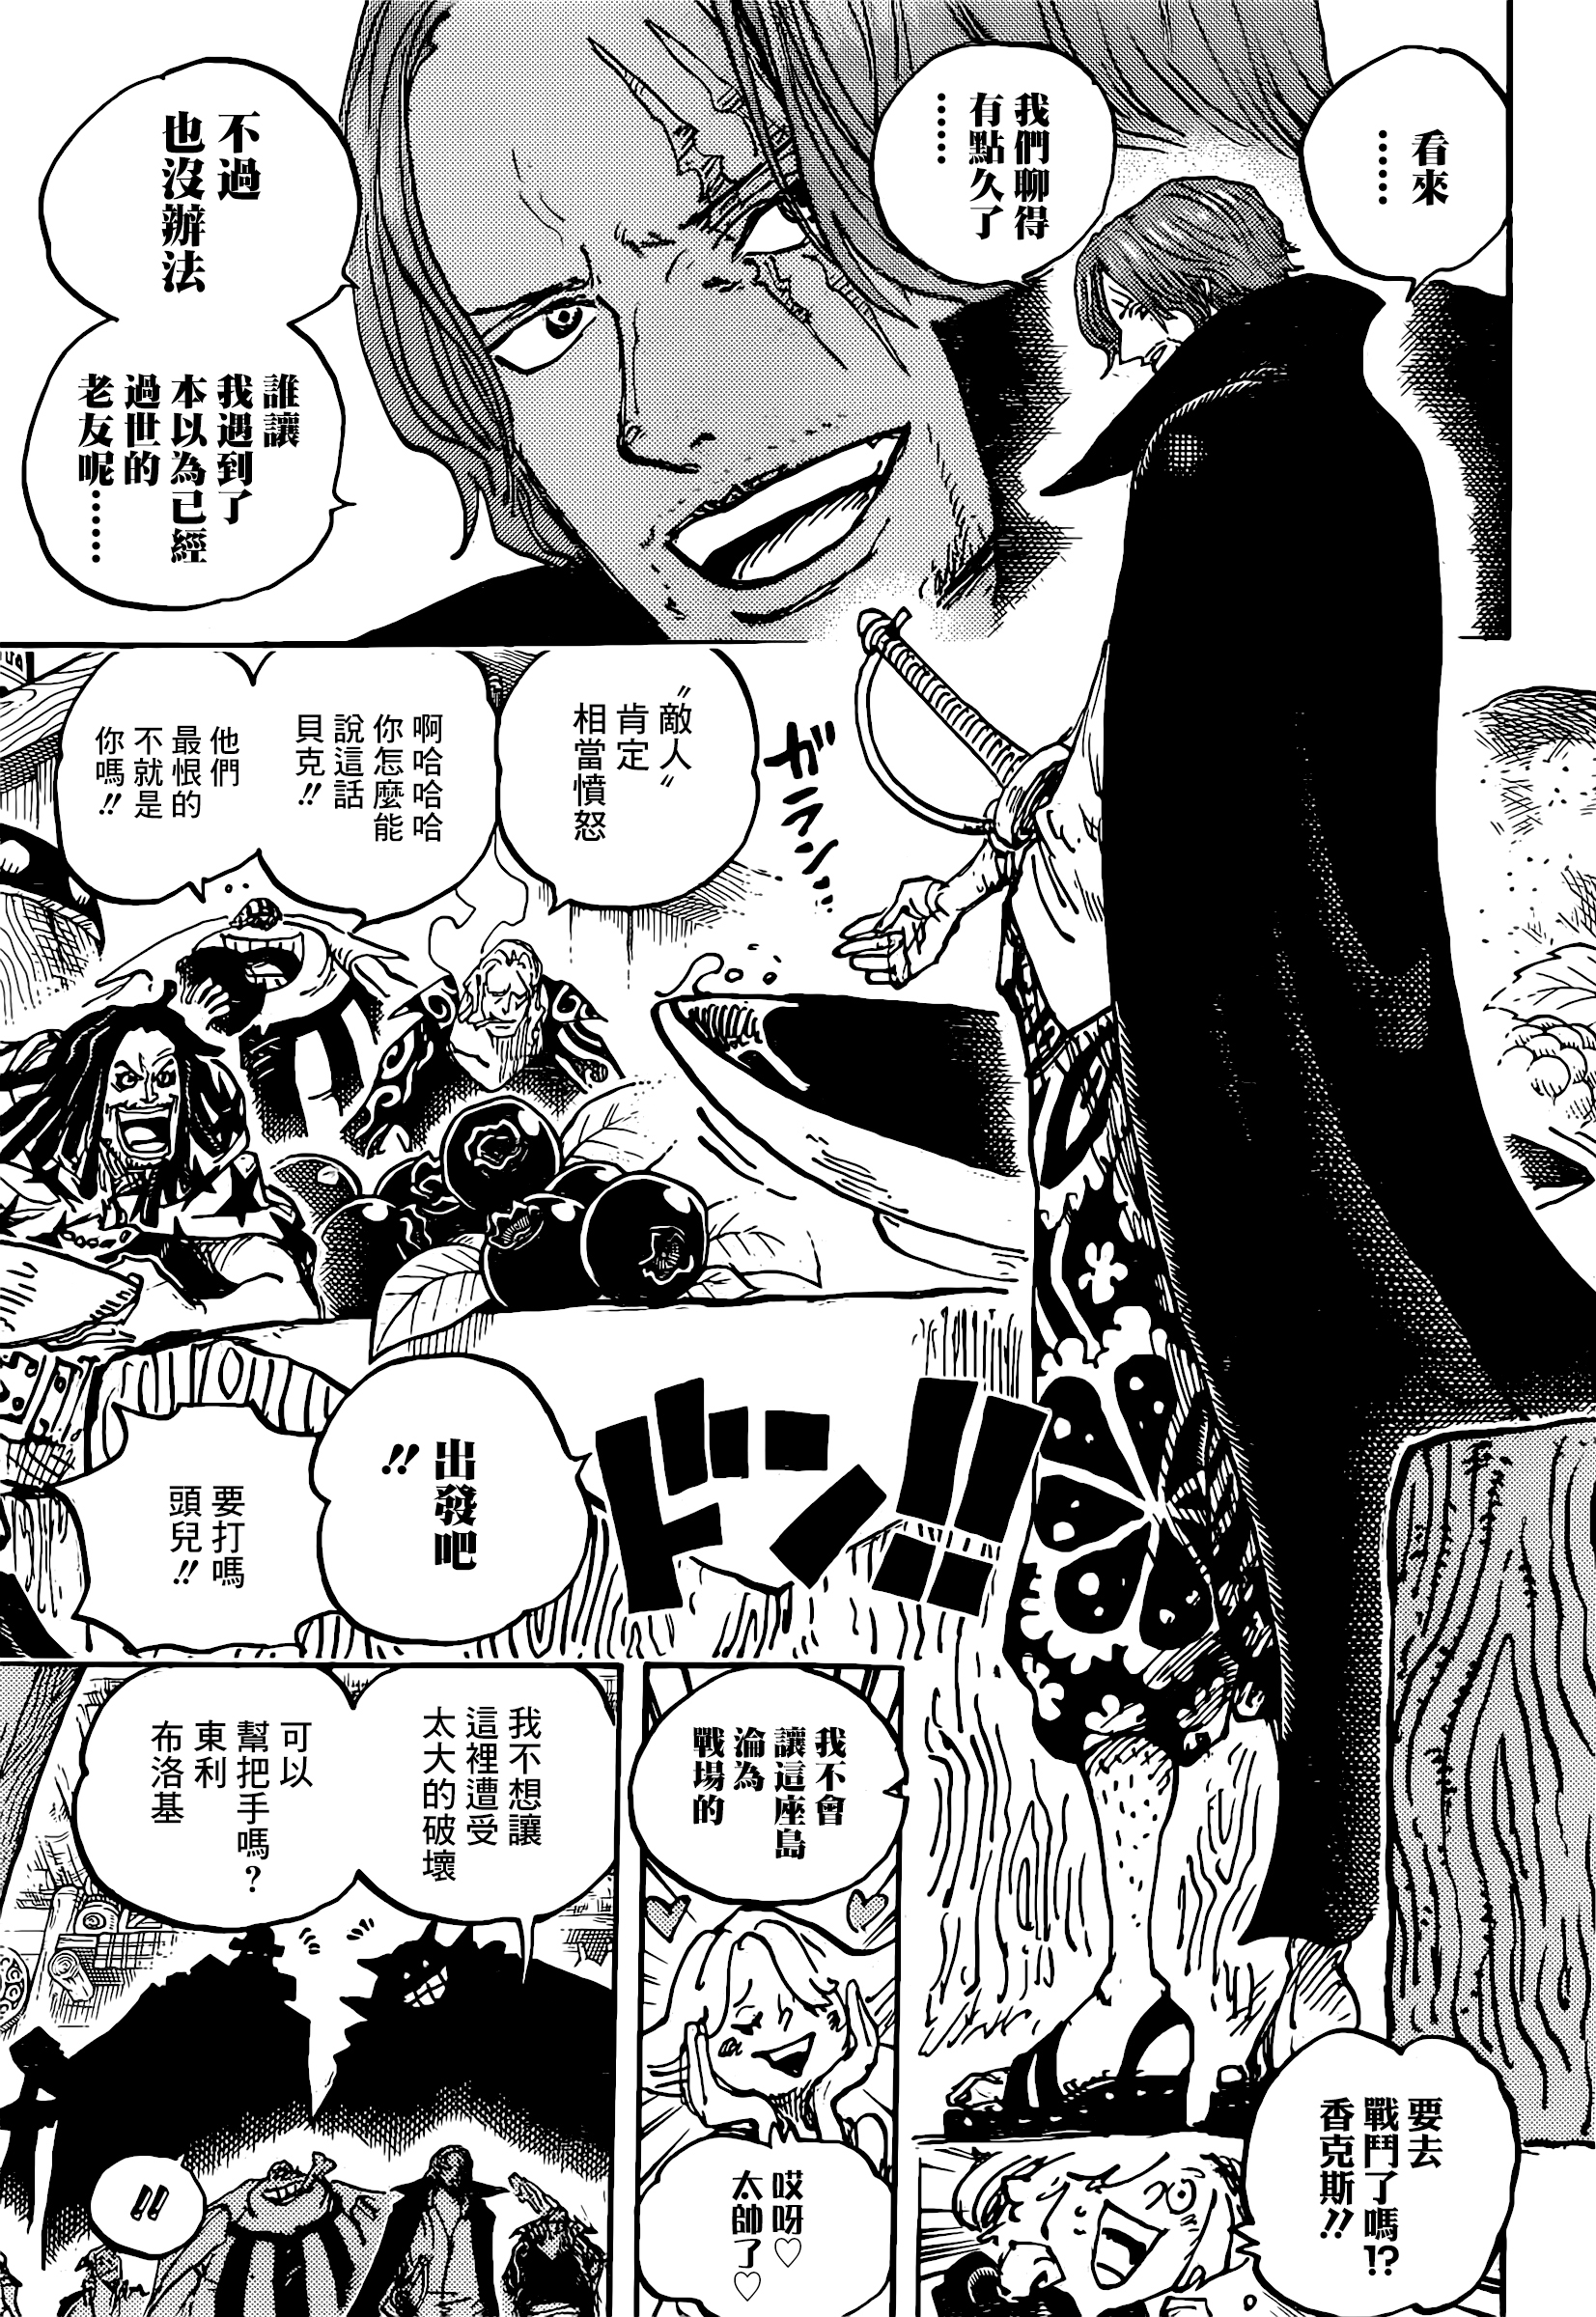 看來
……
我們聊得
有點久了
……
不過
也沒辦法
誰讓
我遇到了
本以為已經
過世的
老友呢……
〝敵人〞
肯定
相當憤怒
啊哈哈哈
你怎麼能
說這話
貝克!!
他們
最恨的
不就是
你嗎!!
ガラン…
出發吧
!!
要打嗎
頭兒!!
ドン!!
要去
戰鬥了嗎!?
香克斯!!
我不會
讓這座島
淪為
戰場的
哎呀♡
太帥了♡
我不想讓
這裡遭受
太大的破壞
可以
幫把手嗎?
東利
布洛基
!!